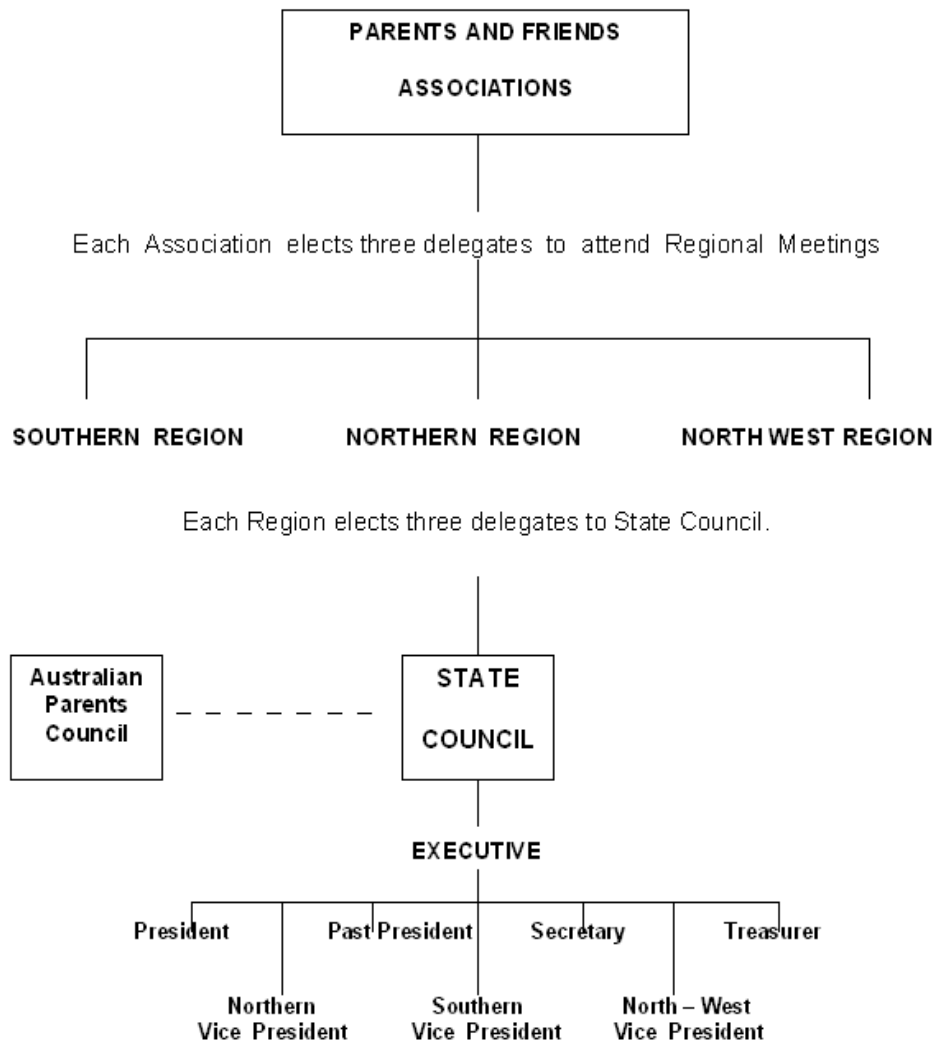 PARENTS AND FRIENDS
ASSOCIATIONS
Each Association elects three delegates to attend Regional Meetings
SOUTHERN REGION
NORTHERN REGION
NORTH WEST REGION
Each Region elects three delegates to State Council.
Australian
Parents
Council
STATE
COUNCIL
EXECUTIVE
President
Past President
Secretary
Treasurer
Northern
Vice President
Southern
Vice President
North – West
Vice President